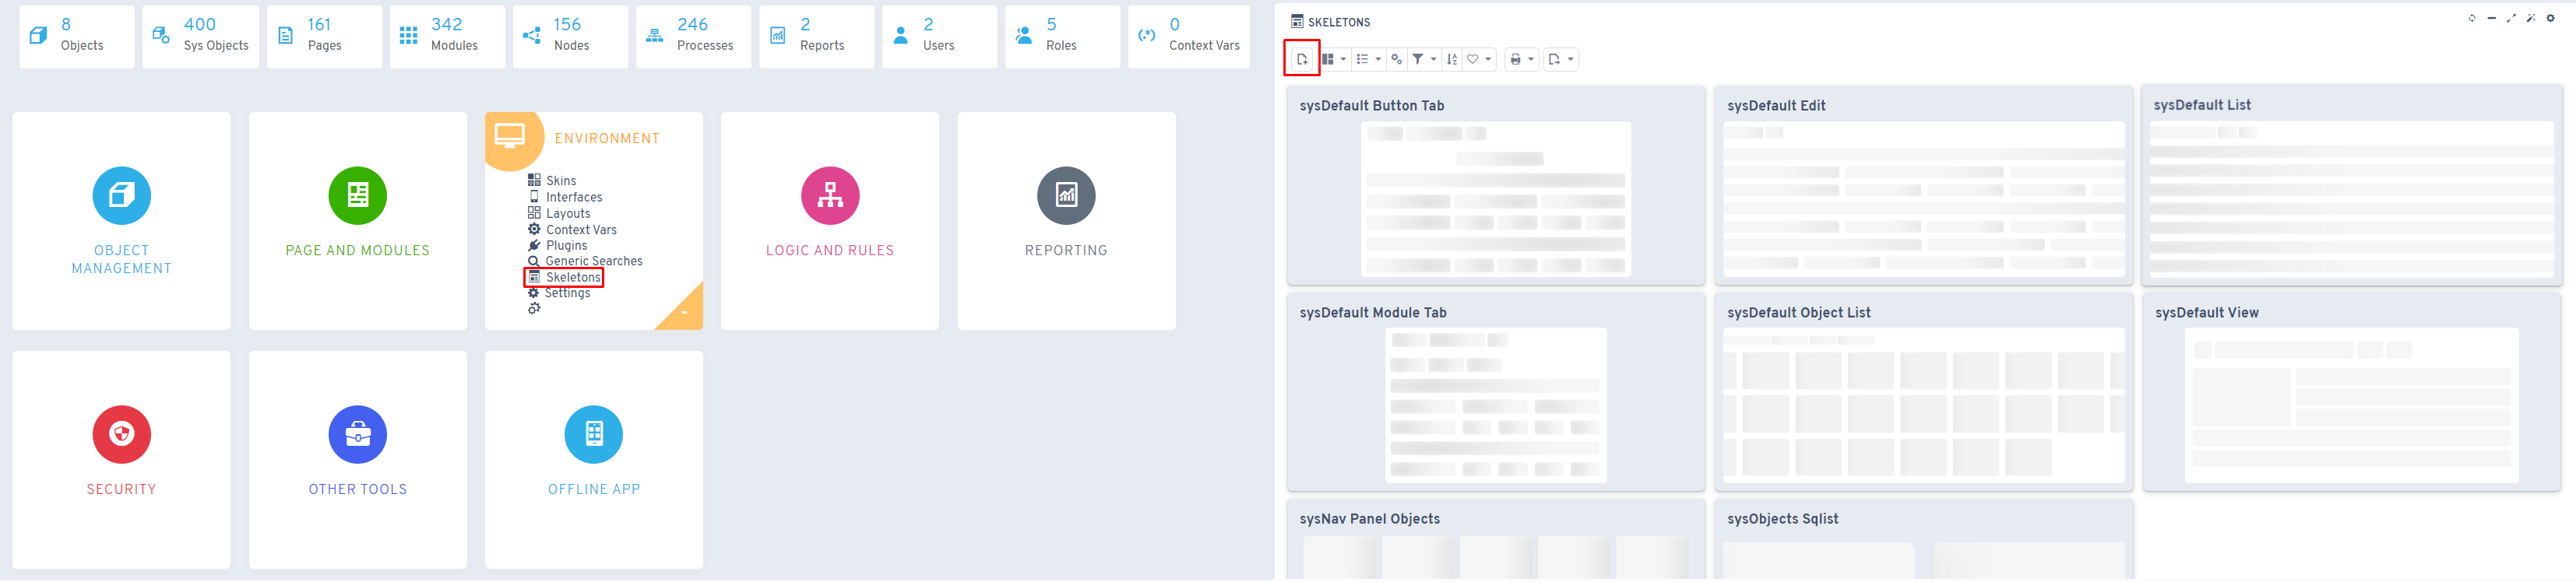 8
Objects
400
Sys Objects
161
Pages
342
Modules
156
Nodes
246
Processes
2
Reports
2
Users
5
Roles
(.*)
0
Context Vars
OBJECT
MANAGEMENT
PAGE AND MODULES
ENVIRONMENT
Skins
Interfaces
Layouts
Context Vars
Plugins
Generic Searches
Skeletons
Settings
-
LOGIC AND RULES
REPORTING
SECURITY
OTHER TOOLS
OFFLINE APP
SKELETONS
sysDefault Button Tab
sysDefault Edit
sysDefault List
sysDefault Module Tab
sysDefault Object List
sysDefault View
sysNav Panel Objects
sysObjects Sqlist